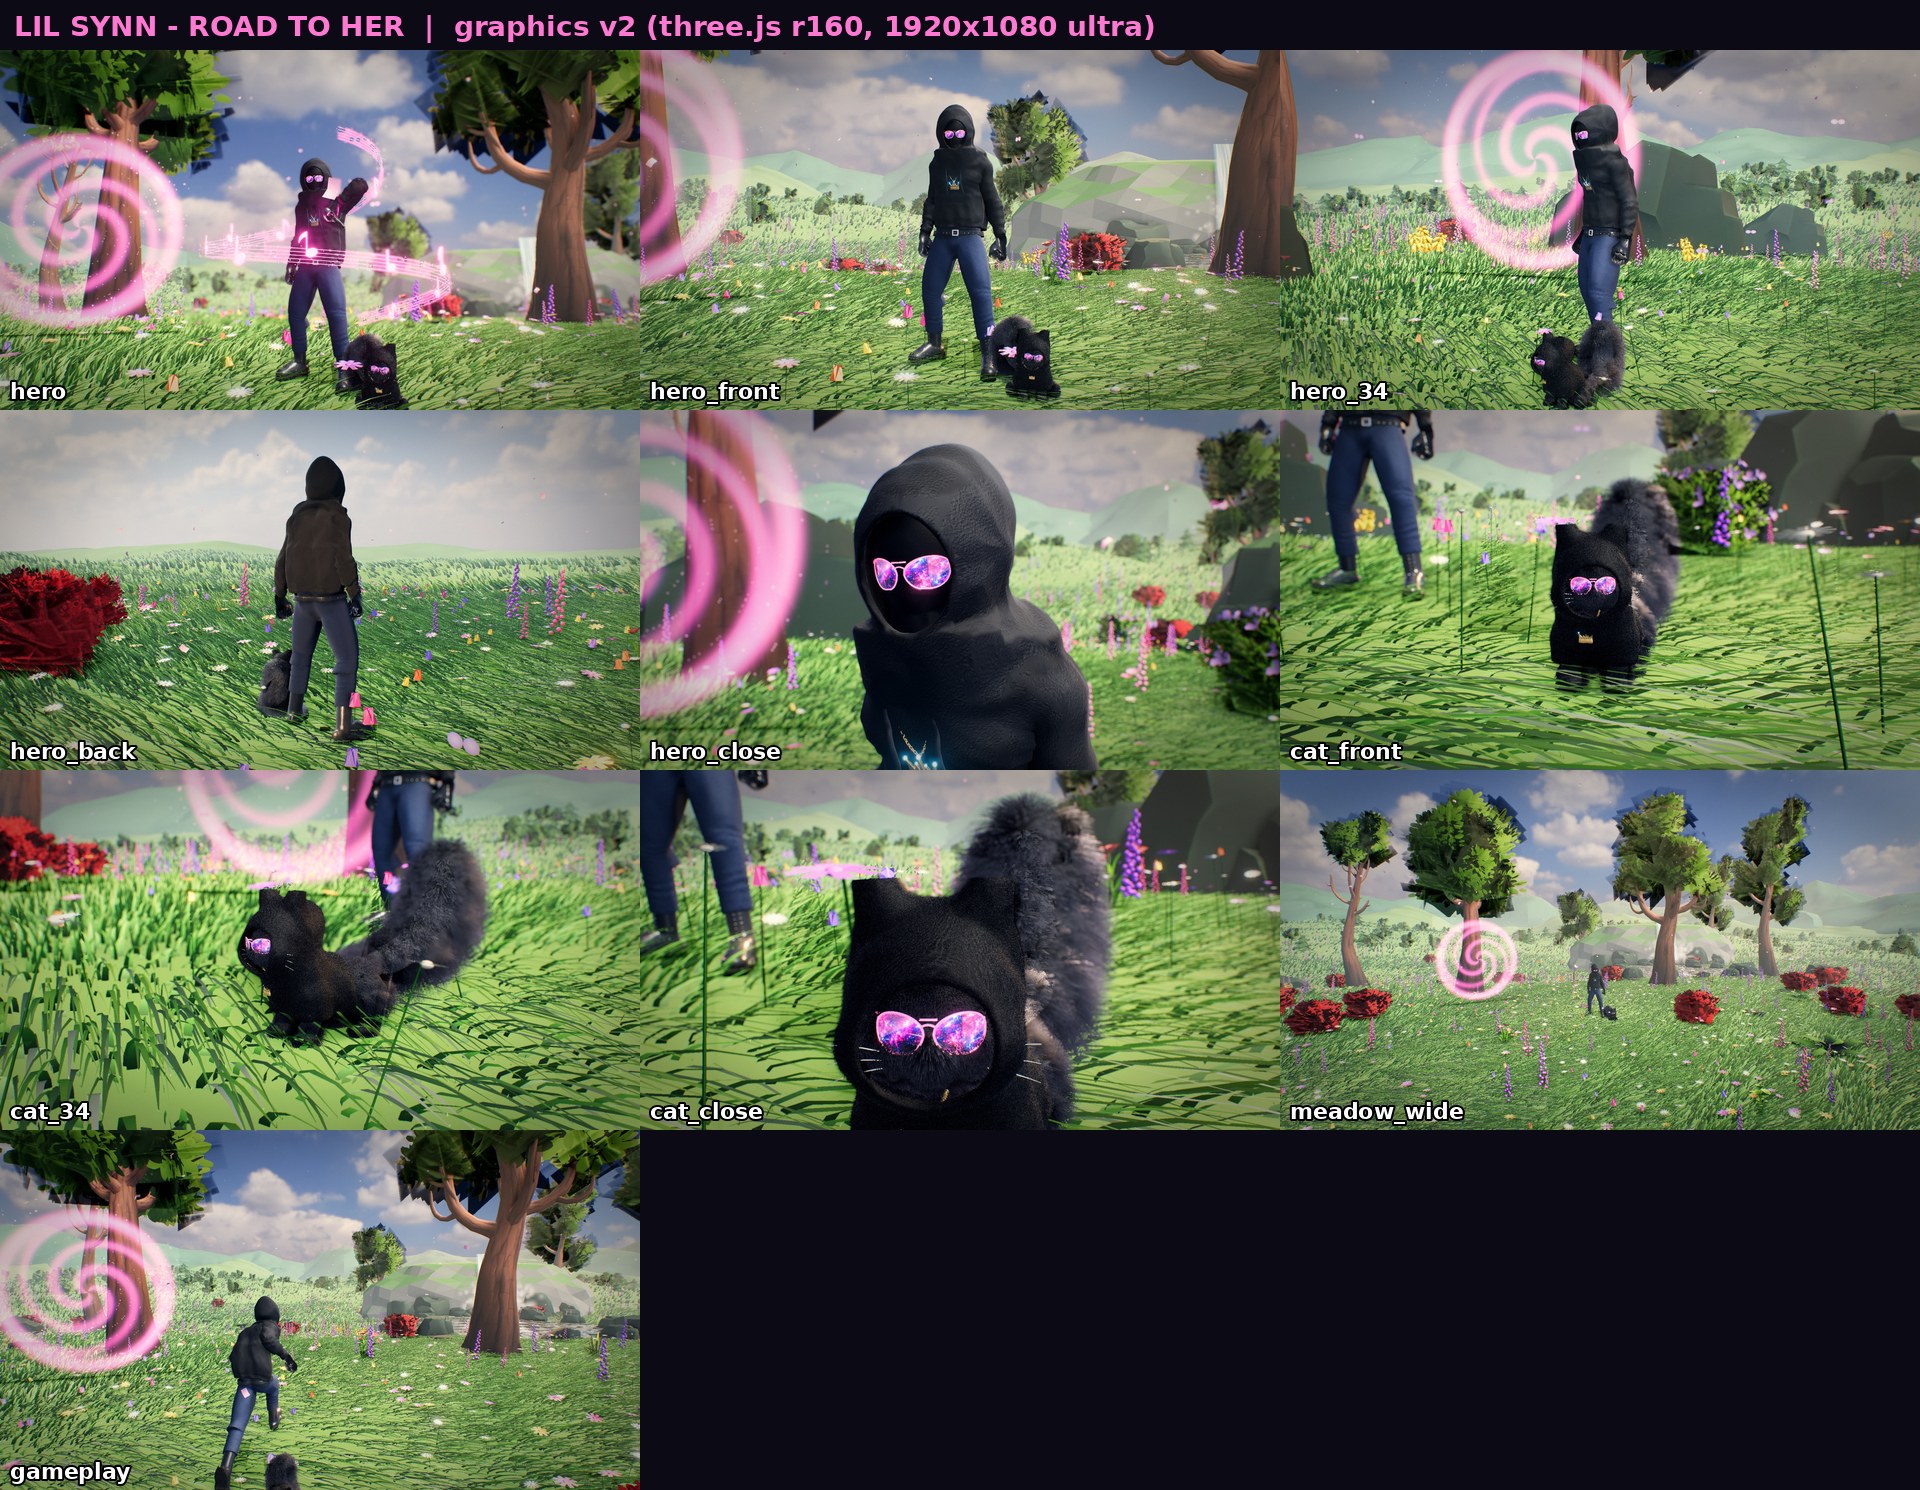 LIL SYNN - ROAD TO HER | graphics v2 (three.js r160, 1920x1080 ultra)
hero
hero_front
hero_34
hero_back
hero_close
cat_front
cat_34
cat_close
meadow_wide
gameplay